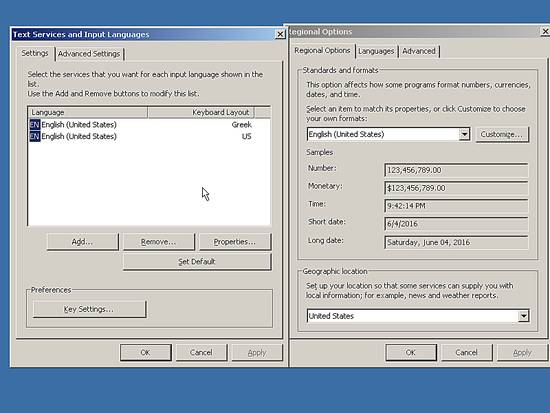 Text Services and Input Languages
Settings
Advanced Settings
Select the services that you want for each input language shown in the
list.
Use the Add and Remove buttons to modify this list.
Language
Keyboard Layout
EN English (United States)
Greek
EN English (United States)
US
Add...
Remove...
Properties...
Set Default
Preferences
Key Settings...
OK
Cancel
Apply
Regional Options
Regional Options
Languages
Advanced
Standards and formats
This option affects how some programs format numbers, currencies,
dates, and time.
Select an item to match its properties, or click Customize to choose
your own formats:
English (United States)
Customize...
Samples
Number:
123,456,789.00
Monetary:
$123,456,789.00
Time:
9:42:14 PM
Short date:
6/4/2016
Long date:
Saturday, June 04, 2016
Geographic location
Set up your location so that some services can supply you with
local information; for example, news and weather reports.
United States
OK
Cancel
Apply